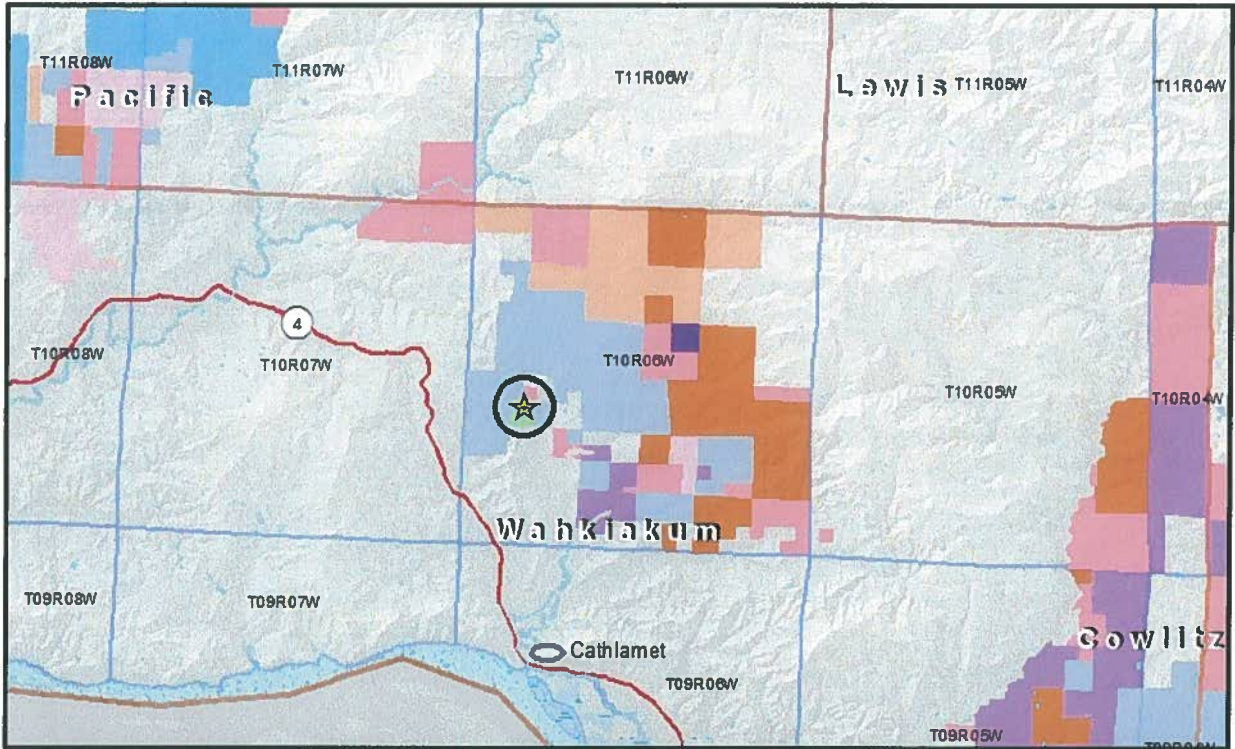 T11R08W
T11R07W
T11R06W
Lewis
T11R05W
T11R04W
Pacific
4
T10R08W
T10R07W
T10R06W
T10R05W
T10R04W
Wahkiakum
T09R08W
T09R07W
Cowlitz
Cathlamet
T09R06W
T09R05W
T09R04W